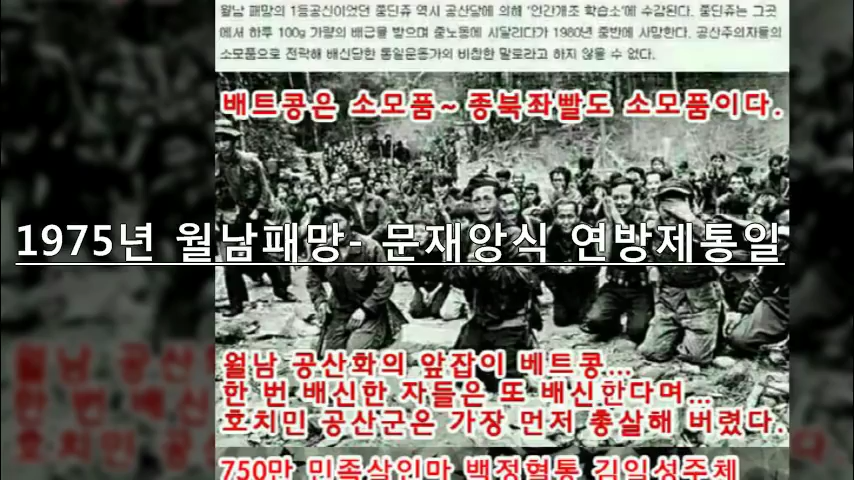 월남 패망의 1등공신이었던 쭝딘쥬 역시 공산당에 의해 '인간개조 학습소'에 수감된다. 쭝딘쥬는 그곳
에서 하루 100g 가량의 배급을 받으며 중노동에 시달리다가 1980년 중반에 사망한다. 공산주의자들의
소모품으로 전락해 배신당한 통일운동가의 비참한 말로라고 하지 않을 수 없다.
배트콩은 소모품~ 종북좌빨도 소모품이다.
1975년 월남패망- 문재앙식 연방제통일
월남 공산화의 앞잡이 베트콩...
한 번 배신한 자들은 또 배신한다며...
호치민 공산군은 가장 먼저 총살해 버렸다.
750만 민족살인마 백정혈통 김일성주체